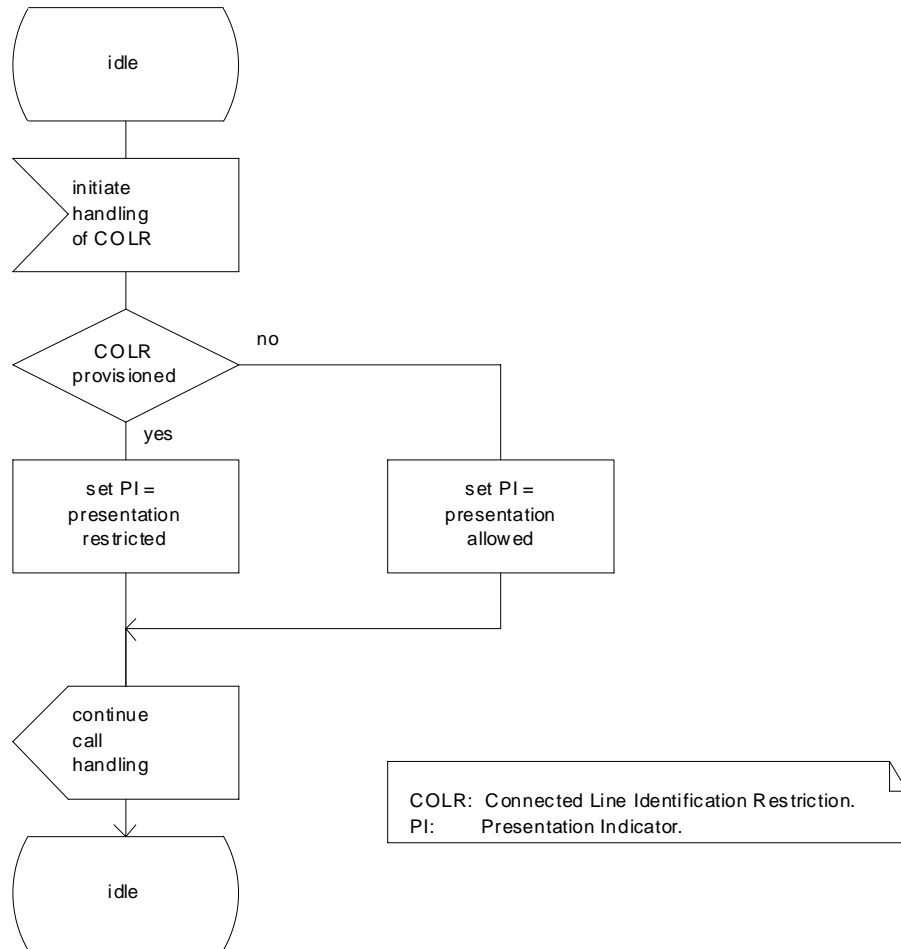 idle
initiate
handling
of COLR
COLR
provisioned
no
yes
set PI =
presentation
restricted
set PI =
presentation
allowed
continue
call
handling
COLR: Connected Line Identification Restriction.
PI: Presentation Indicator.
idle